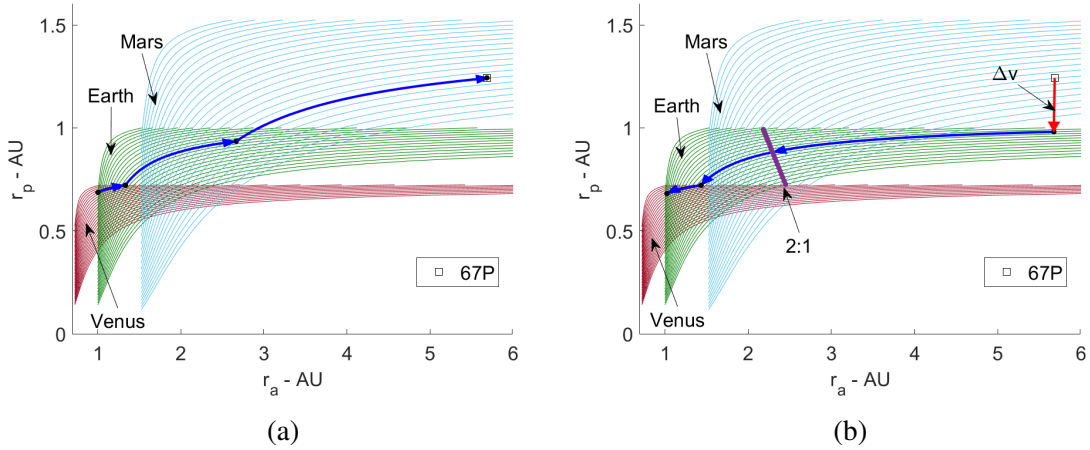 1.5
1
0.5
0
r_p - AU
Mars
Earth
Venus
67P
1 2 3 4 5 6
r_a - AU
(a)
1.5
1
0.5
0
r_p - AU
Mars
Earth
Venus
Δv
2:1
67P
1 2 3 4 5 6
r_a - AU
(b)